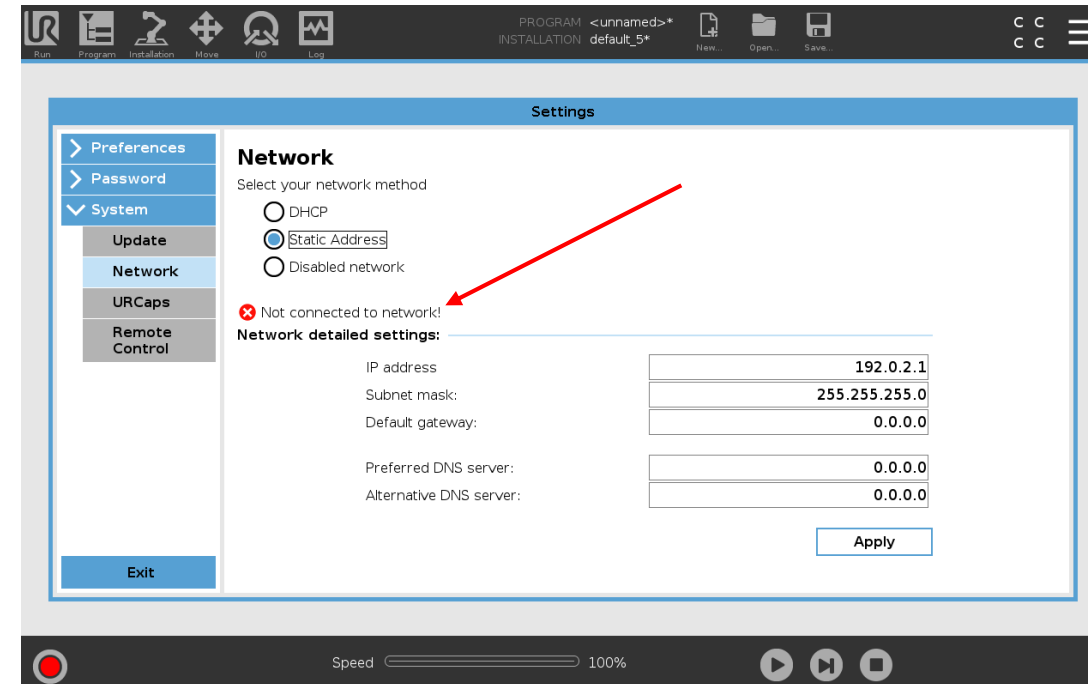 PROGRAM <unnamed>*
INSTALLATION default_5*
UR
Run
Program
Installation
Move
I/O
Log
New...
Open...
Save...
C C
C C
Settings
Preferences
Password
System
Update
Network
URCaps
Remote
Control
Exit
Network
Select your network method
DHCP
Static Address
Disabled network
Not connected to network!
Network detailed settings:
IP address 192.0.2.1
Subnet mask: 255.255.255.0
Default gateway: 0.0.0.0
Preferred DNS server: 0.0.0.0
Alternative DNS server: 0.0.0.0
Apply
Speed 100%